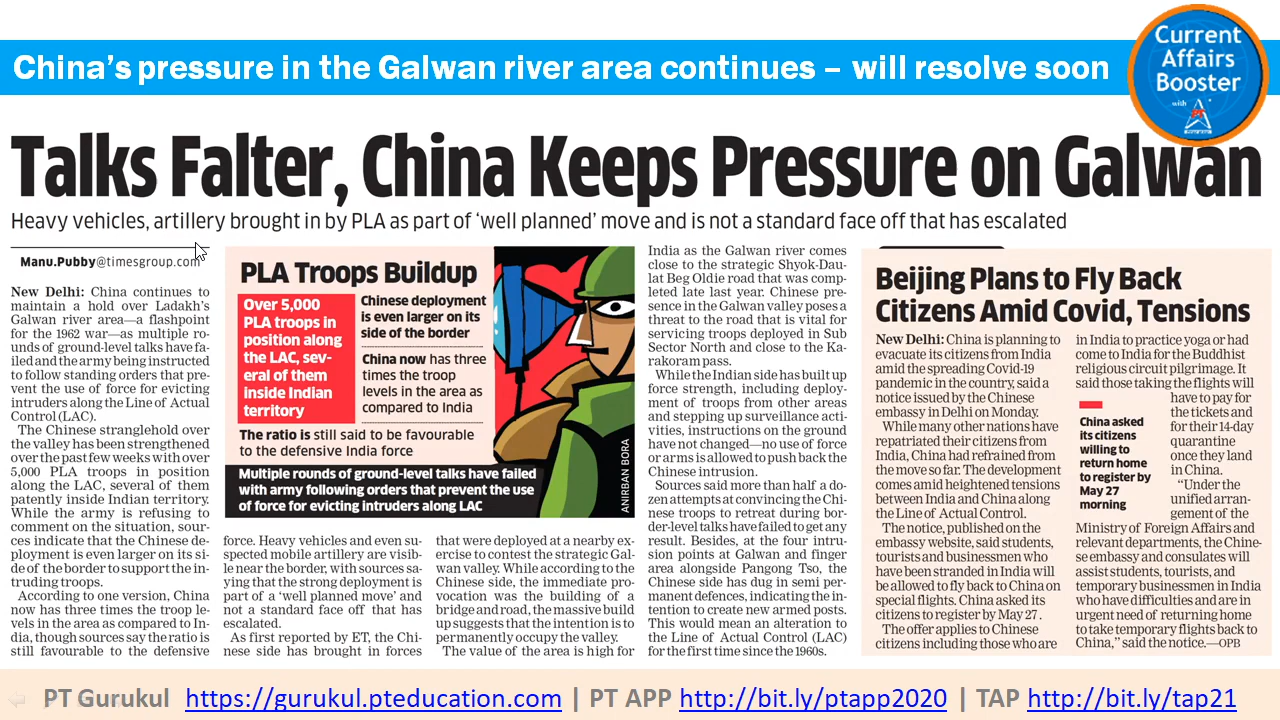 China's pressure in the Galwan river area continues – will resolve soon
Current
Affairs
Booster
with
Talks Falter, China Keeps Pressure on Galwan
Heavy vehicles, artillery brought in by PLA as part of 'well planned' move and is not a standard face off that has escalated
Manu.Pubby@timesgroup.com
New Delhi: China continues to
maintain a hold over Ladakh's
Galwan river area—a flashpoint
for the 1962 war—as multiple ro-
unds of ground-level talks have fa-
iled and the army being instructed
to follow standing orders that pre-
vent the use of force for evicting
intruders along the Line of Actual
Control (LAC).
The Chinese stranglehold over
the valley has been strengthened
over the past few weeks with over
5,000 PLA troops in position
along the LAC, several of them
patently inside Indian territory.
While the army is refusing to
comment on the situation, sour-
ces indicate that the Chinese de-
ployment is even larger on its si-
de of the border to support the in-
truding troops.
According to one version, China
now has three times the troop le-
vels in the area as compared to In-
dia, though sources say the ratio is
still favourable to the defensive
PLA Troops Buildup
Over 5,000
PLA troops in
position along
the LAC, sev-
eral of them
inside Indian
territory
Chinese deployment
is even larger on its
side of the border
China now has three
times the troop
levels in the area as
compared to India
The ratio is still said to be favourable
to the defensive India force
Multiple rounds of ground-level talks have failed
with army following orders that prevent the use
of force for evicting intruders along LAC
ANIRBAN BORA
force. Heavy vehicles and even su-
spected mobile artillery are visib-
le near the border, with sources sa-
ying that the strong deployment is
part of a 'well planned move' and
not a standard face off that has
escalated.
As first reported by ET, the Chi-
nese side has brought in forces
that were deployed at a nearby ex-
ercise to contest the strategic Gal-
wan valley. While according to the
Chinese side, the immediate pro-
vocation was the building of a
bridge and road, the massive build
up suggests that the intention is to
permanently occupy the valley.
The value of the area is high for
India as the Galwan river comes
close to the strategic Shyok-Dau-
lat Beg Oldie road that was comp-
leted late last year. Chinese pre-
sence in the Galwan valley poses a
threat to the road that is vital for
servicing troops deployed in Sub
Sector North and close to the Ka-
rakoram pass.
While the Indian side has built up
force strength, including deploy-
ment of troops from other areas
and stepping up surveillance acti-
vities, instructions on the ground
have not changed—no use of force
or arms is allowed to push back the
Chinese intrusion.
Sources said more than half a do-
zen attempts at convincing the Chi-
nese troops to retreat during bor-
der-level talks have failed to get any
result. Besides, at the four intru-
sion points at Galwan and finger
area alongside Pangong Tso, the
Chinese side has dug in semi per-
manent defences, indicating the in-
tention to create new armed posts.
This would mean an alteration to
the Line of Actual Control (LAC)
for the first time since the 1960s.
Beijing Plans to Fly Back
Citizens Amid Covid, Tensions
New Delhi: China is planning to
evacuate its citizens from India
amid the spreading Covid-19
pandemic in the country, said a
notice issued by the Chinese
embassy in Delhi on Monday.
While many other nations have
repatriated their citizens from
India, China had refrained from
the move so far. The development
comes amid heightened tensions
between India and China along
the Line of Actual Control.
The notice, published on the
embassy website, said students,
tourists and businessmen who
have been stranded in India will
be allowed to fly back to China on
special flights. China asked its
citizens to register by May 27.
The offer applies to Chinese
citizens including those who are
in India to practice yoga or had
come to India for the Buddhist
religious circuit pilgrimage. It
said those taking the flights will
have to pay for
the tickets and
for their 14-day
quarantine
once they land
in China.
"Under the
unified arran-
gement of the
China asked
its citizens
willing to
return home
to register by
May 27
morning
Ministry of Foreign Affairs and
relevant departments, the Chine-
se embassy and consulates will
assist students, tourists, and
temporary businessmen in India
who have difficulties and are in
urgent need of returning home
to take temporary flights back to
China," said the notice.—OPB
PT Gurukul https://gurukul.pteducation.com | PT APP http://bit.ly/ptapp2020 | TAP http://bit.ly/tap21